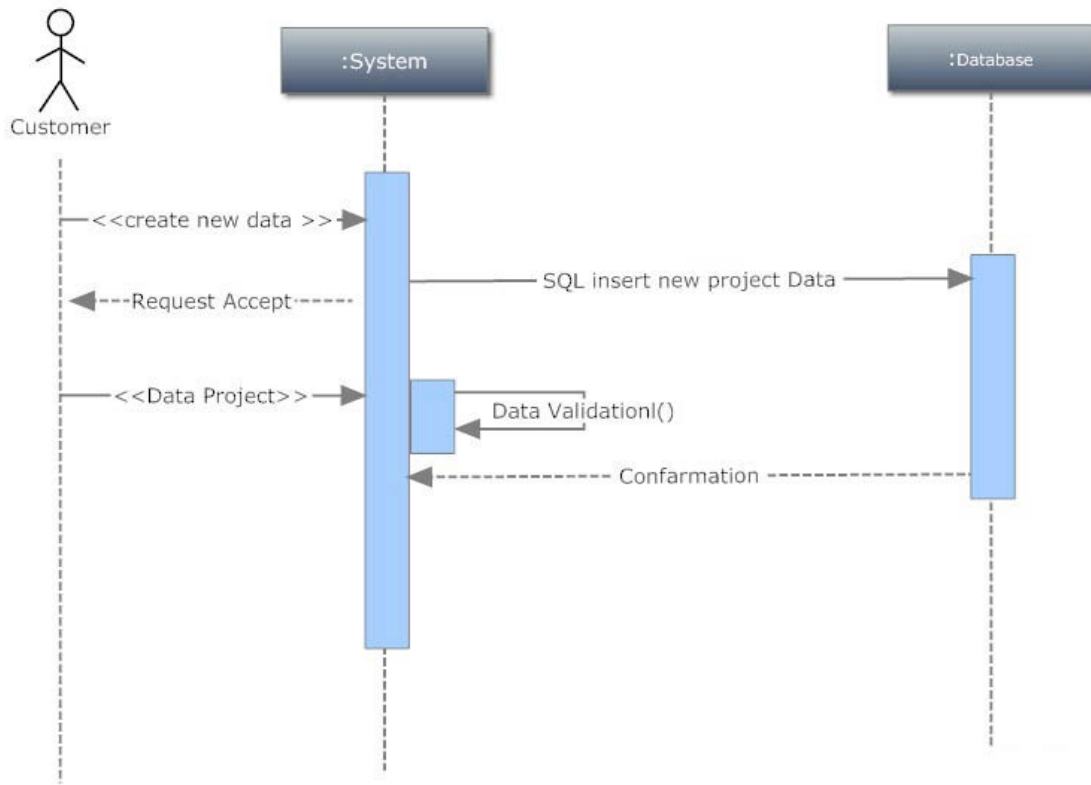 :System
:Database
Customer
<<create new data >>
SQL insert new project Data
Request Accept
<<Data Project>>
Data Validationl()
Confarmation